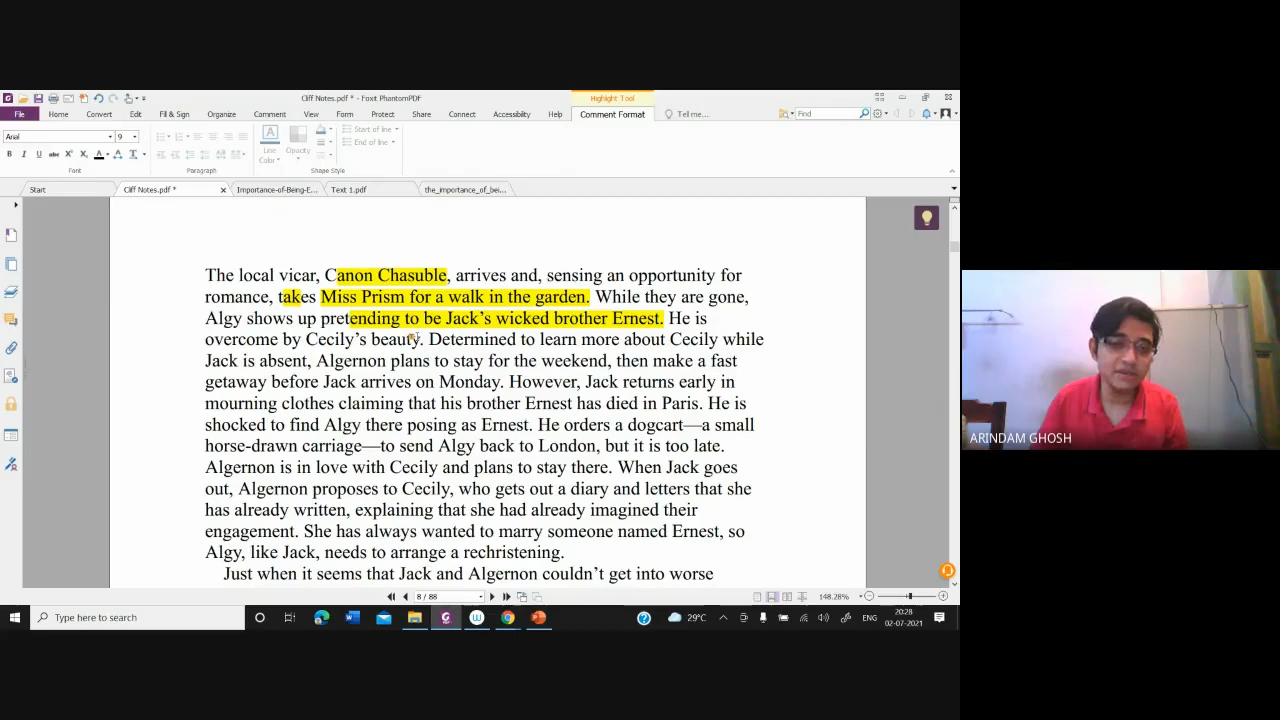 Cliff Notes.pdf * - Foxit PhantomPDF
Highlight Tool
File Home Convert Edit Fill & Sign Organize Comment View Form Protect Share Connect Accessibility Help Comment Format Tell me... Find
Arial 9
Line Color Opacity
Start of line
End of line
Font Paragraph Shape Style
Start Cliff Notes.pdf * Importance-of-Being-E... Text 1.pdf the_importance_of_bei...
The local vicar, Canon Chasuble, arrives and, sensing an opportunity for
romance, takes Miss Prism for a walk in the garden. While they are gone,
Algy shows up pretending to be Jack’s wicked brother Ernest. He is
overcome by Cecily’s beauty. Determined to learn more about Cecily while
Jack is absent, Algernon plans to stay for the weekend, then make a fast
getaway before Jack arrives on Monday. However, Jack returns early in
mourning clothes claiming that his brother Ernest has died in Paris. He is
shocked to find Algy there posing as Ernest. He orders a dogcart—a small
horse-drawn carriage—to send Algy back to London, but it is too late.
Algernon is in love with Cecily and plans to stay there. When Jack goes
out, Algernon proposes to Cecily, who gets out a diary and letters that she
has already written, explaining that she had already imagined their
engagement. She has always wanted to marry someone named Ernest, so
Algy, like Jack, needs to arrange a rechristening.
Just when it seems that Jack and Algernon couldn’t get into worse
8 / 88
148.28%
Type here to search
29°C
ENG
20:28
02-07-2021
ARINDAM GHOSH